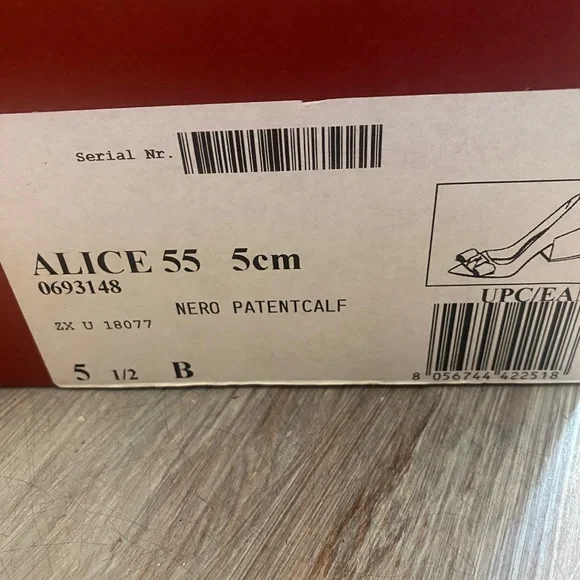 Serial Nr.
ALICE 55 5cm
0693148
NERO PATENTCALF
ZX U 18077
5 1/2 B
UPC/EA/
8 056744 422518